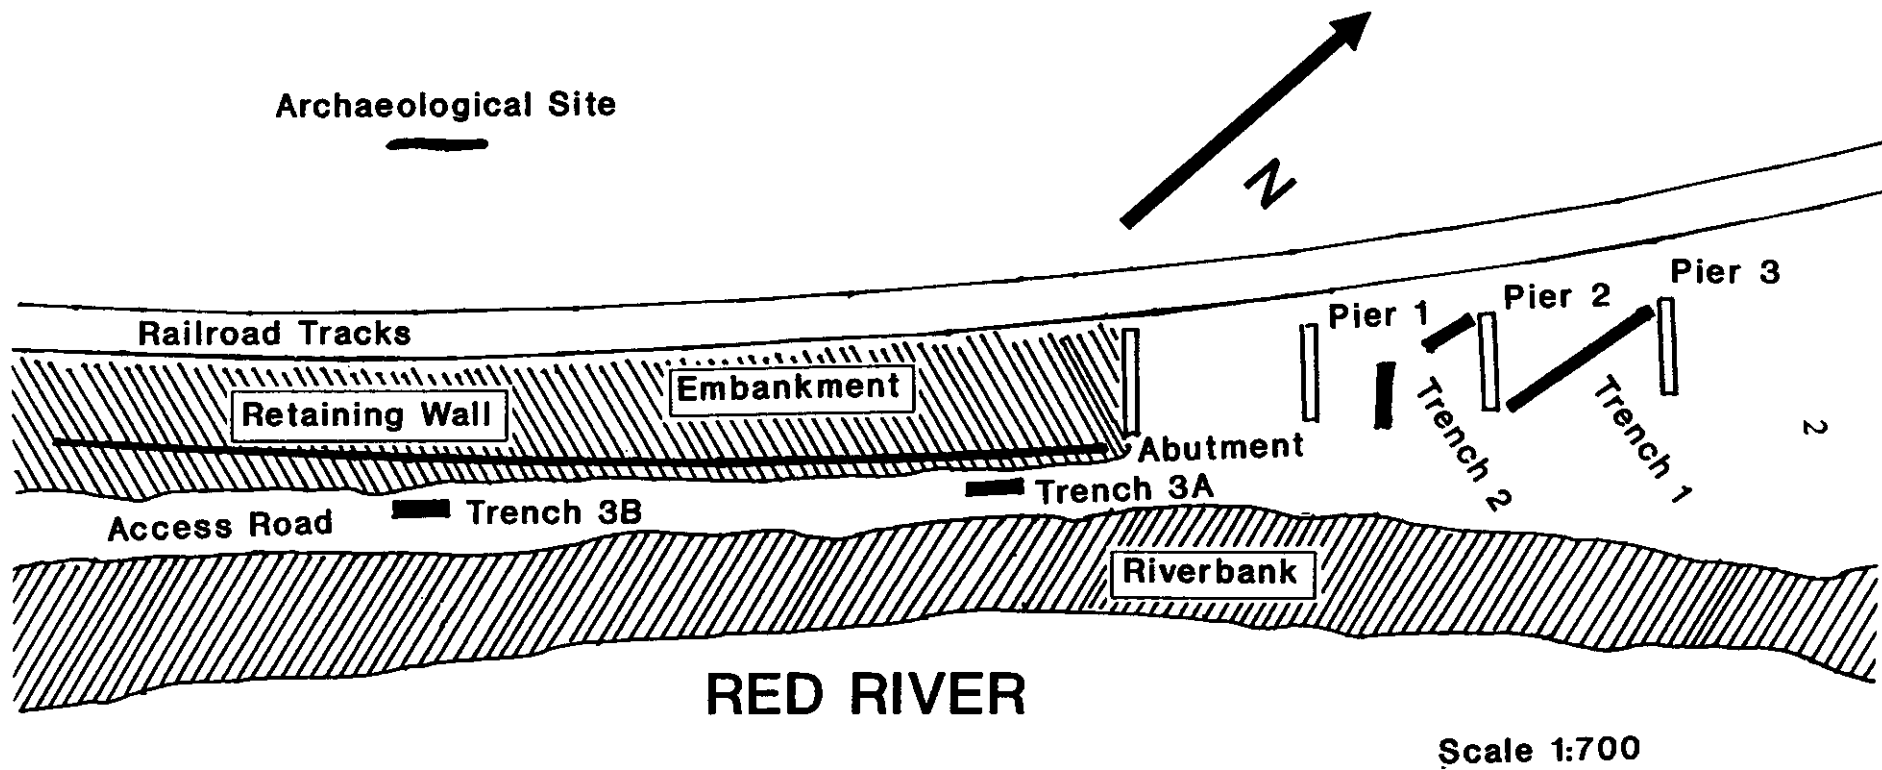 Archaeological Site
N
Railroad Tracks
Retaining Wall
Embankment
Pier 1
Pier 2
Pier 3
Abutment
Trench 2
Trench 1
2
Trench 3A
Trench 3B
Access Road
Riverbank
RED RIVER
Scale 1:700